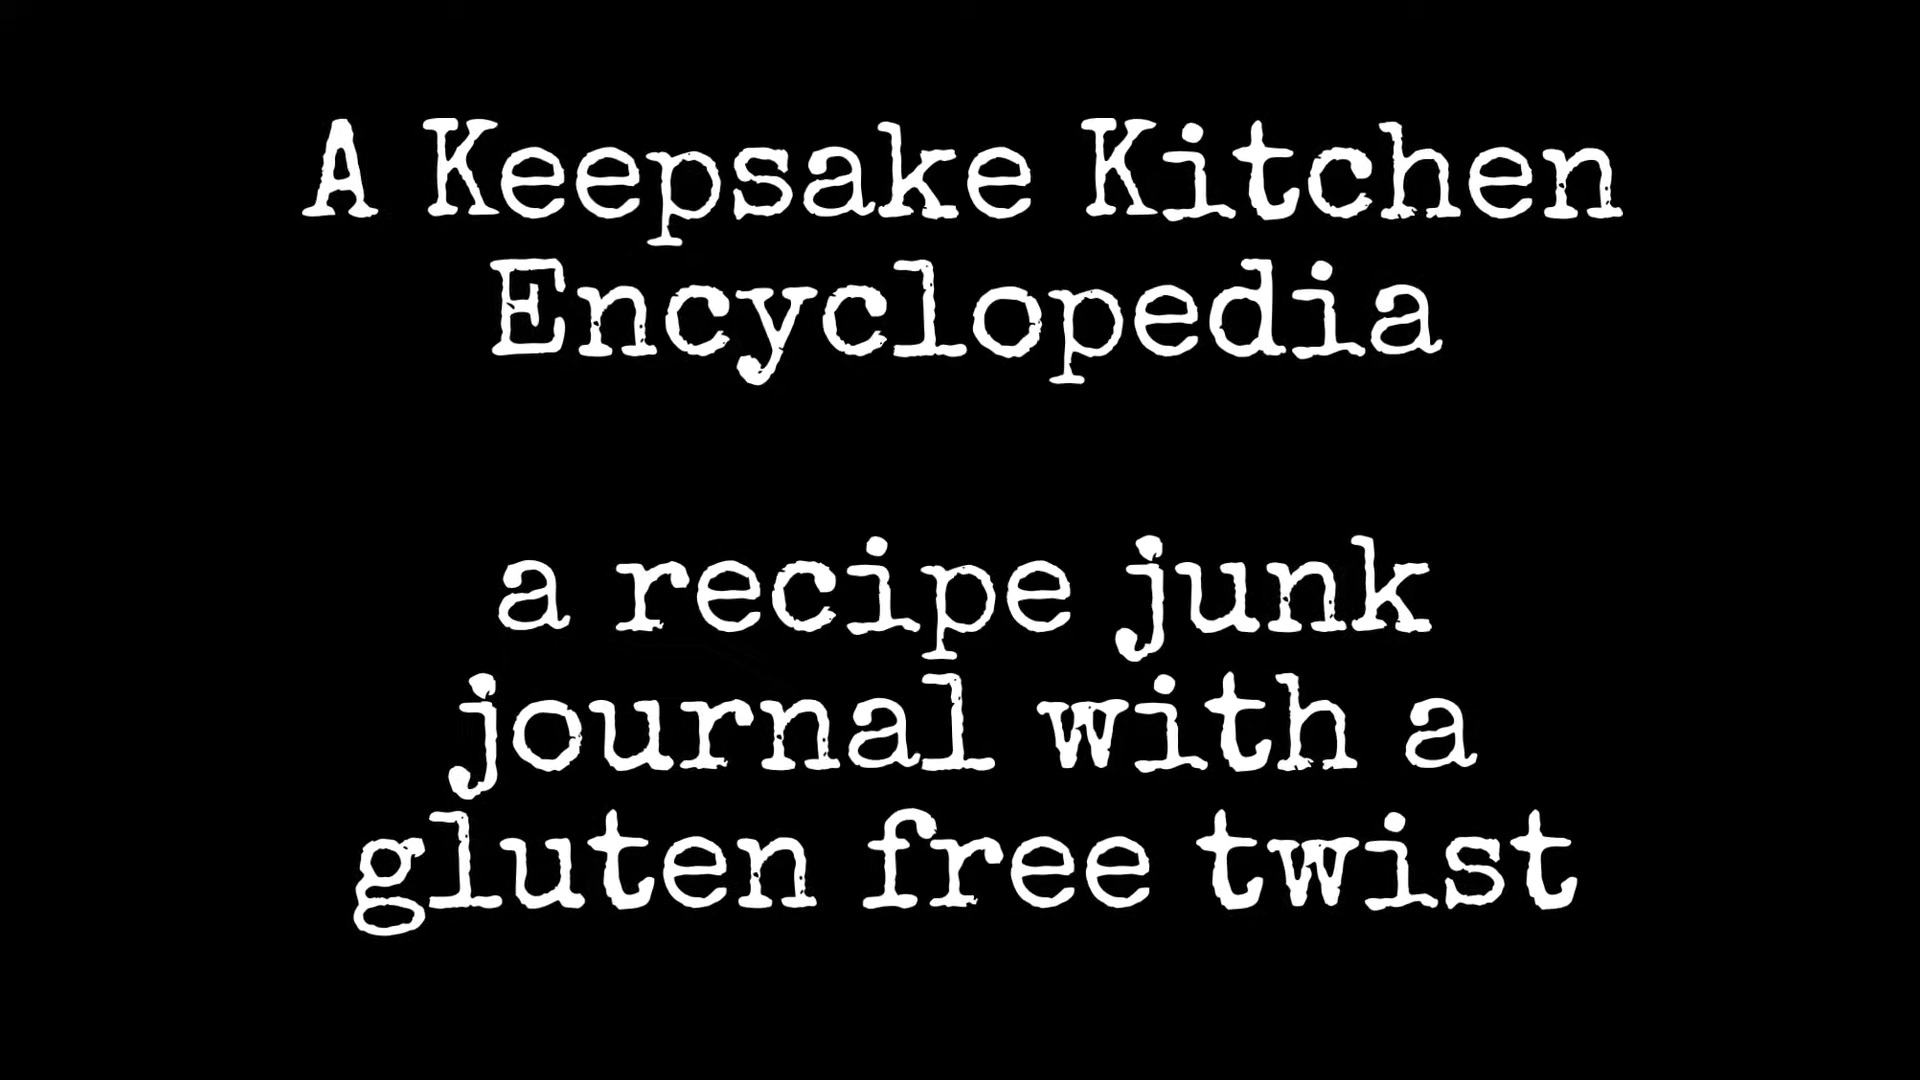 A Keepsake Kitchen
Encyclopedia
a recipe junk
journal with a
gluten free twist